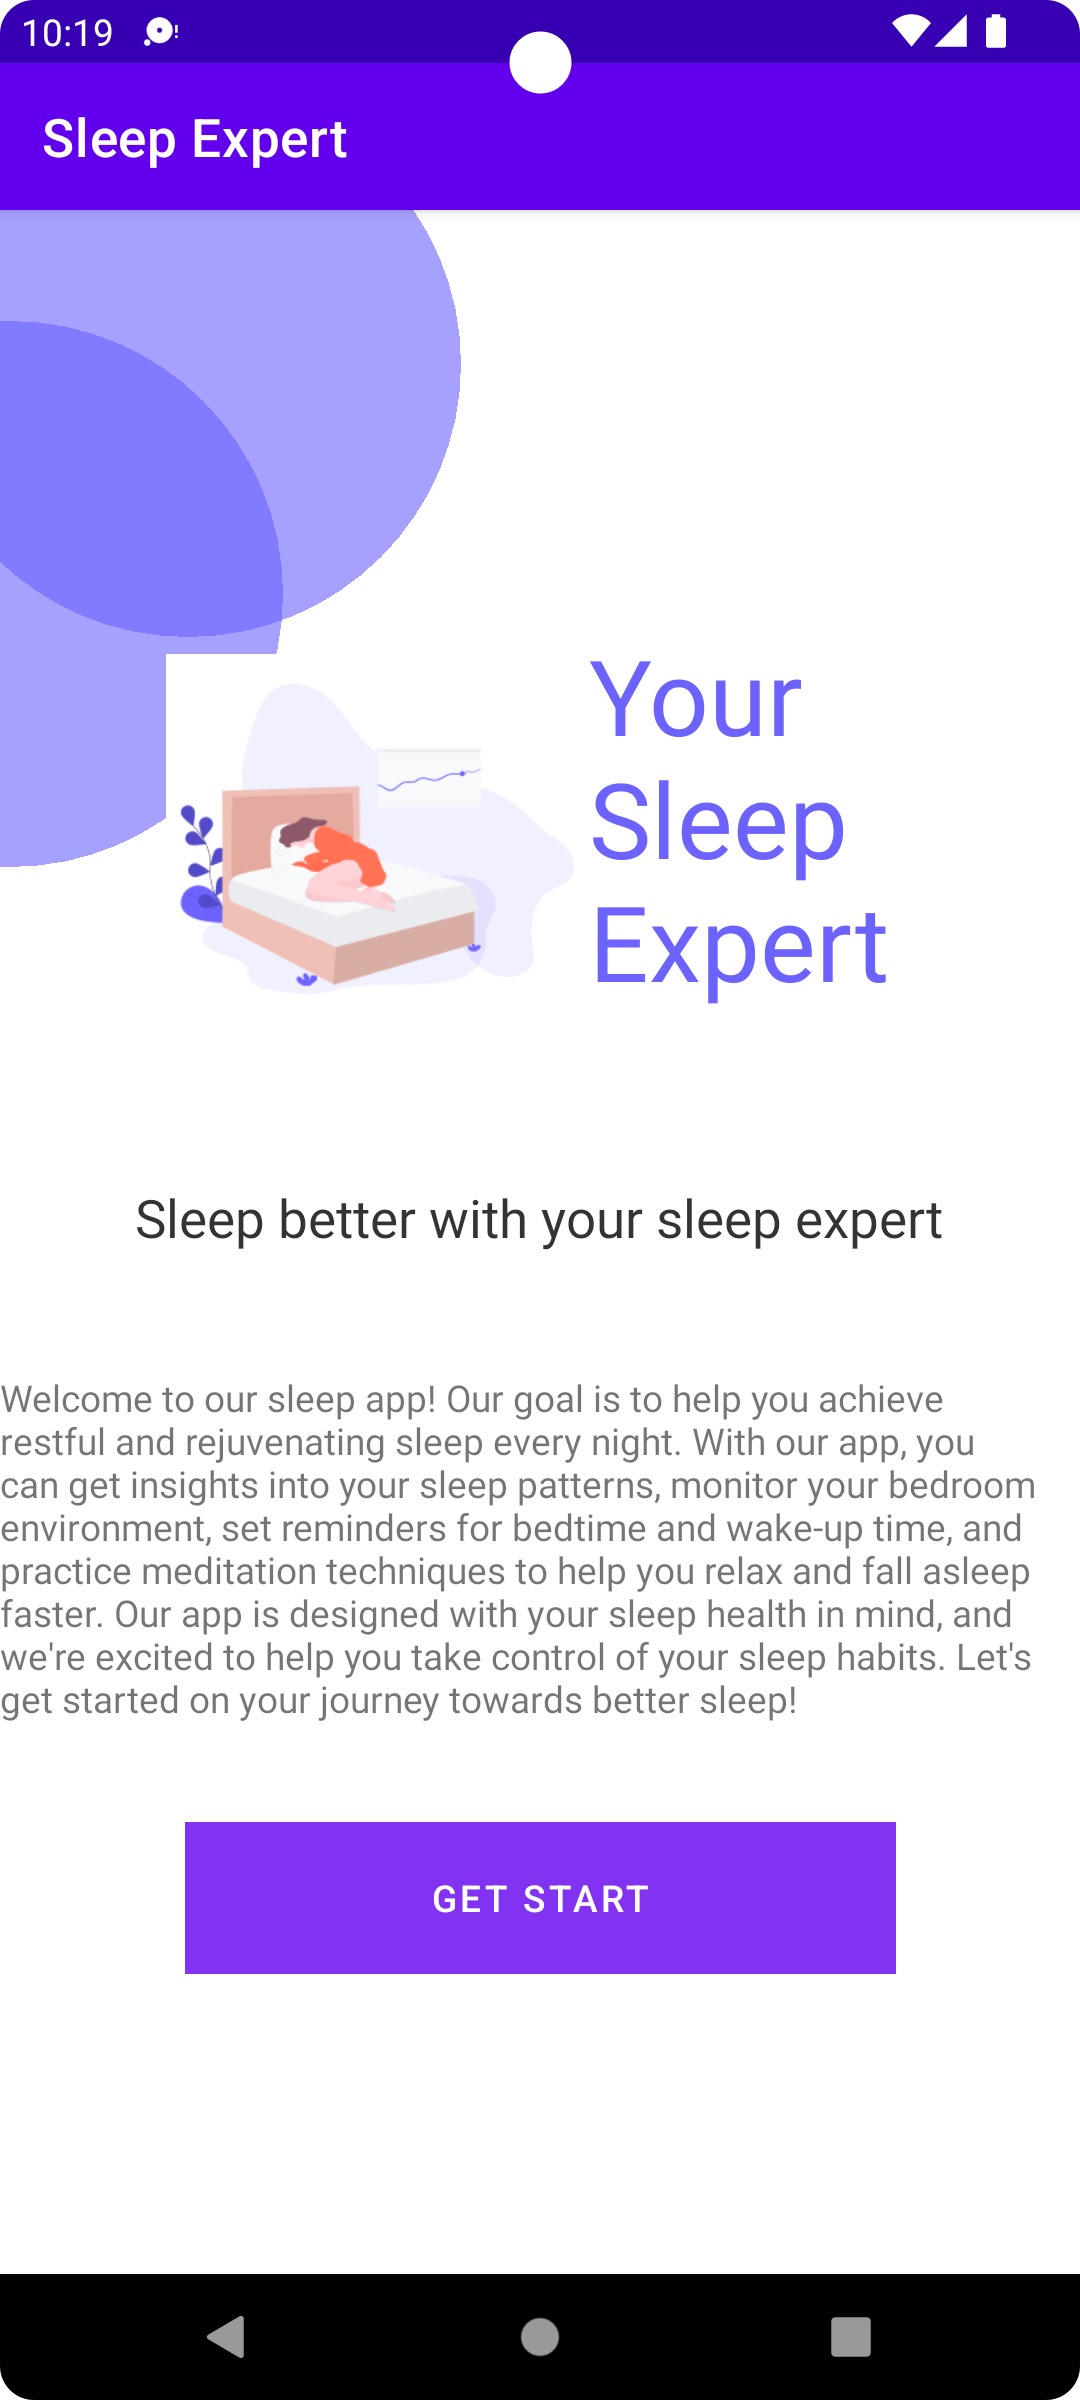 10:19
Sleep Expert
Your
Sleep
Expert
Sleep better with your sleep expert
Welcome to our sleep app! Our goal is to help you achieve
restful and rejuvenating sleep every night. With our app, you
can get insights into your sleep patterns, monitor your bedroom
environment, set reminders for bedtime and wake-up time, and
practice meditation techniques to help you relax and fall asleep
faster. Our app is designed with your sleep health in mind, and
we're excited to help you take control of your sleep habits. Let's
get started on your journey towards better sleep!
GET START